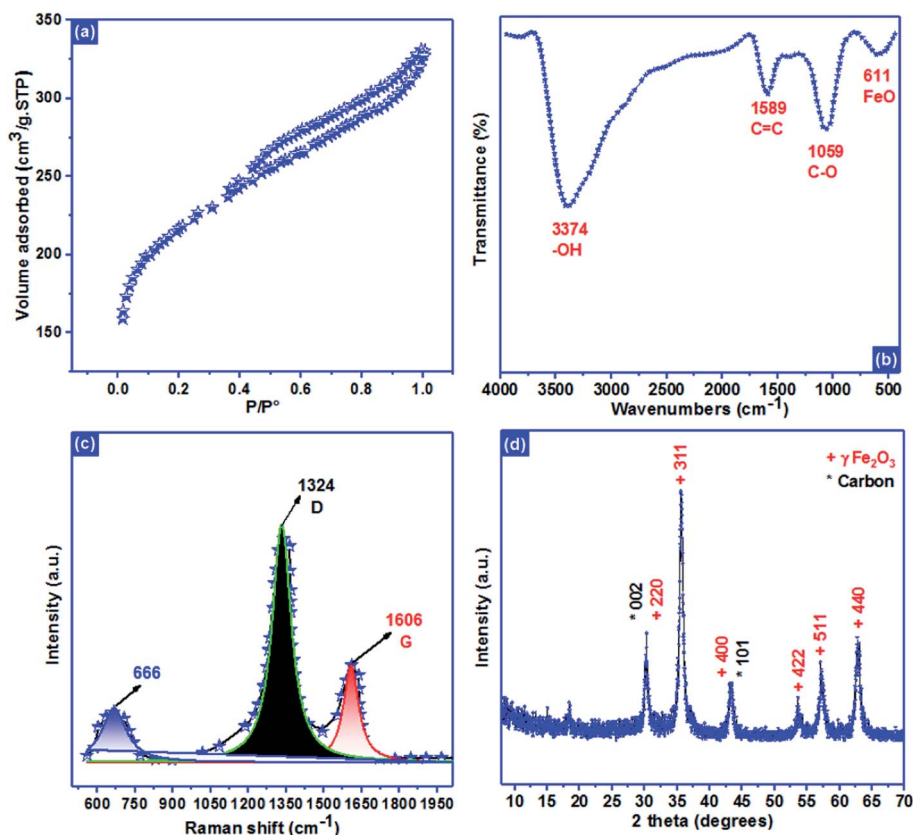 (a)
350
300
250
200
150
Volume adsorbed (cm³/g.STP)
0.0 0.2 0.4 0.6 0.8 1.0
P/P°
(b)
Transmittance (%)
3374
-OH
1589
C=C
1059
C-O
611
FeO
4000 3500 3000 2500 2000 1500 1000 500
Wavenumbers (cm⁻¹)
(c)
Intensity (a.u.)
666
1324
D
1606
G
600 750 900 1050 1200 1350 1500 1650 1800 1950
Raman shift (cm⁻¹)
(d)
Intensity (a.u.)
+ γ Fe₂O₃
* Carbon
* 002
+ 220
+ 311
+ 400
* 101
+ 422
+ 511
+ 440
10 15 20 25 30 35 40 45 50 55 60 65 70
2 theta (degrees)